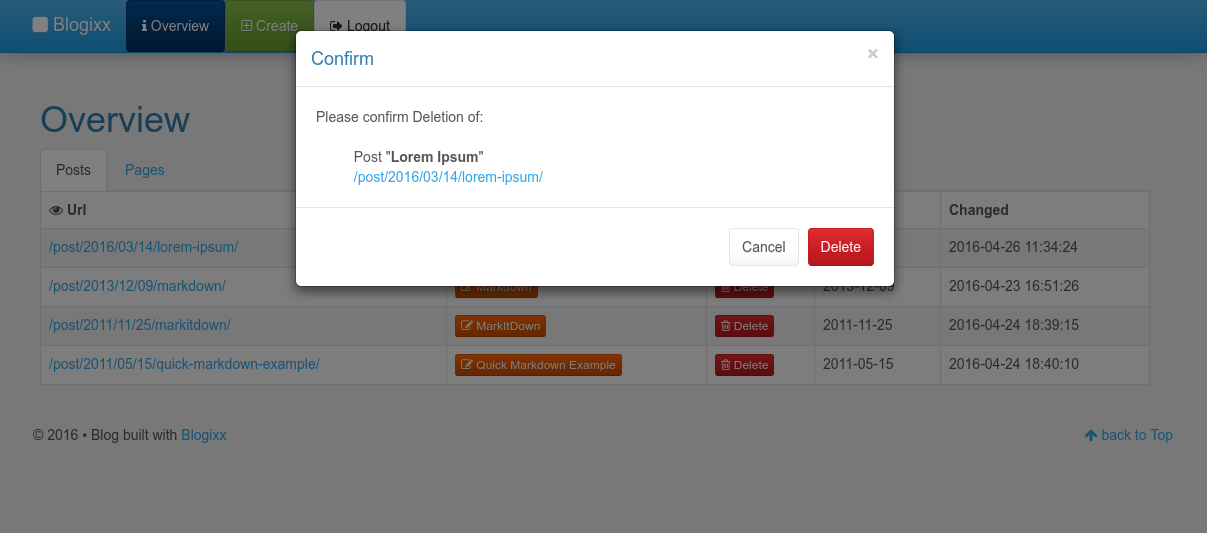 Blogixx
Overview
Create
Logout
Confirm
×
Please confirm Deletion of:
Post "Lorem Ipsum"
/post/2016/03/14/lorem-ipsum/
Cancel
Delete
Overview
Posts
Pages
Url
Changed
/post/2016/03/14/lorem-ipsum/
2016-04-26 11:34:24
/post/2013/12/09/markdown/
Markdown
Delete
2013-12-09
2016-04-23 16:51:26
/post/2011/11/25/markitdown/
MarkItDown
Delete
2011-11-25
2016-04-24 18:39:15
/post/2011/05/15/quick-markdown-example/
Quick Markdown Example
Delete
2011-05-15
2016-04-24 18:40:10
© 2016 • Blog built with Blogixx
back to Top